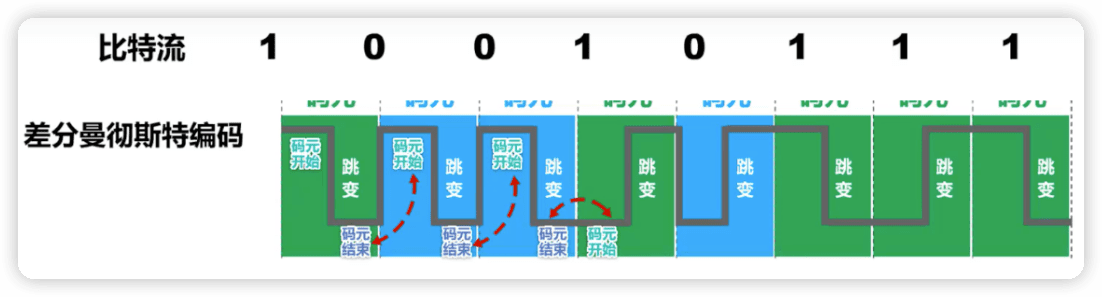 比特流 1 0 0 1 0 1 1 1
码元 码元 码元 码元 码元 码元 码元 码元
差分曼彻斯特编码
码元开始 跳变 码元开始 跳变 码元开始 跳变 跳变 跳变 跳变 跳变 跳变
码元结束 码元结束 码元结束 码元开始